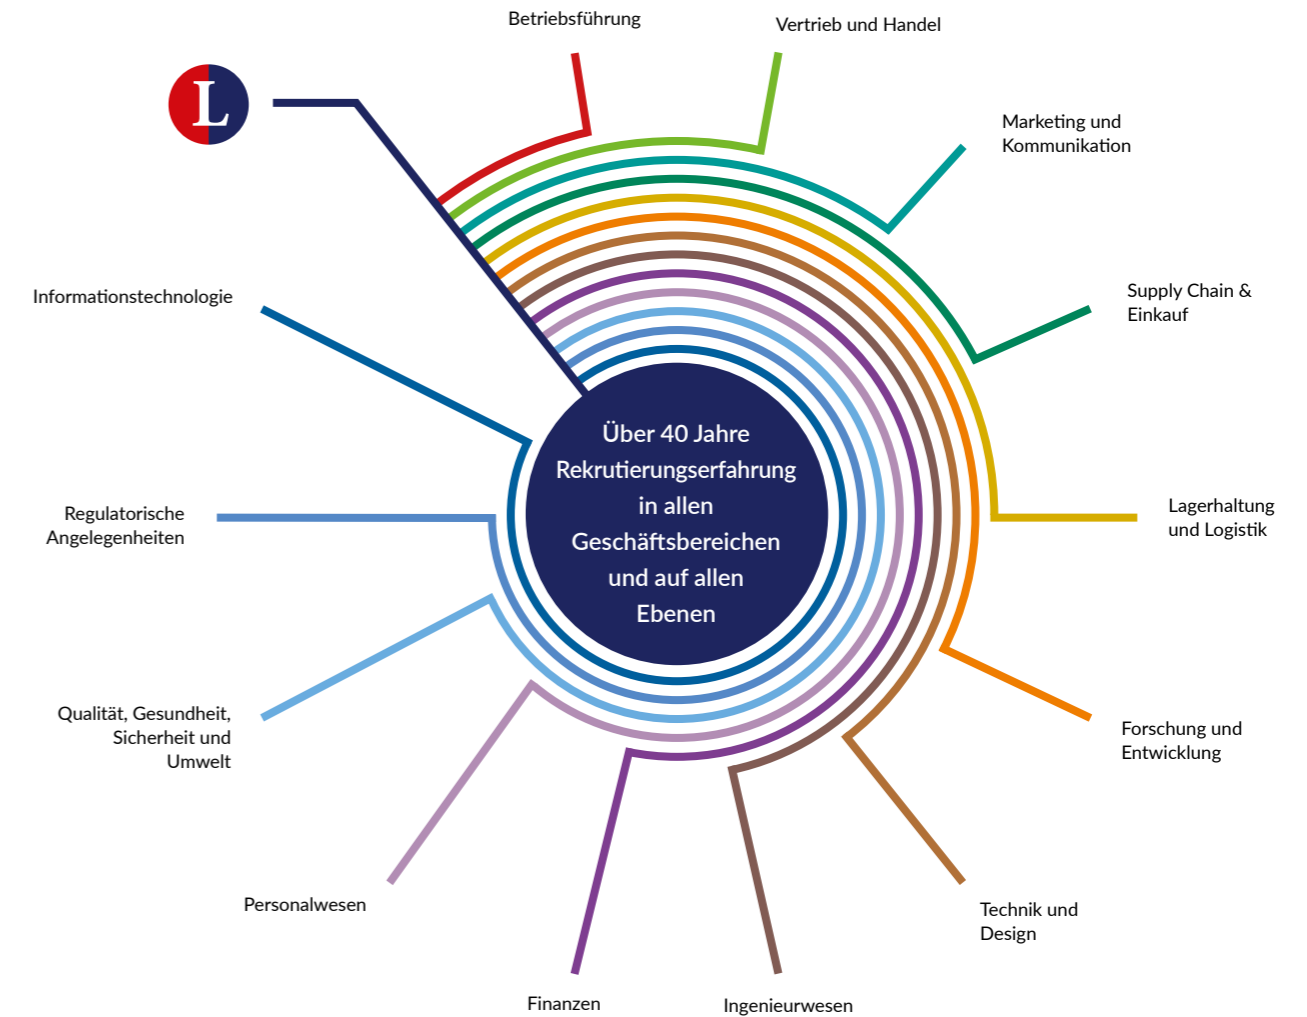 Betriebsführung
Vertrieb und Handel
L
Marketing und
Kommunikation
Supply Chain &
Einkauf
Informationstechnologie
Über 40 Jahre
Rekrutierungserfahrung
in allen
Geschäftsbereichen
und auf allen
Ebenen
Lagerhaltung
und Logistik
Regulatorische
Angelegenheiten
Forschung und
Entwicklung
Qualität, Gesundheit,
Sicherheit und
Umwelt
Technik und
Design
Personalwesen
Finanzen
Ingenieurwesen